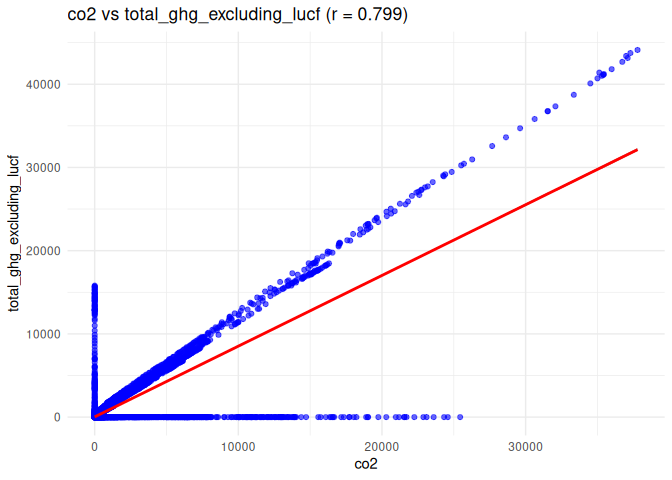 co2 vs total_ghg_excluding_lucf (r = 0.799)
total_ghg_excluding_lucf
40000
30000
20000
10000
0
0 10000 20000 30000
co2